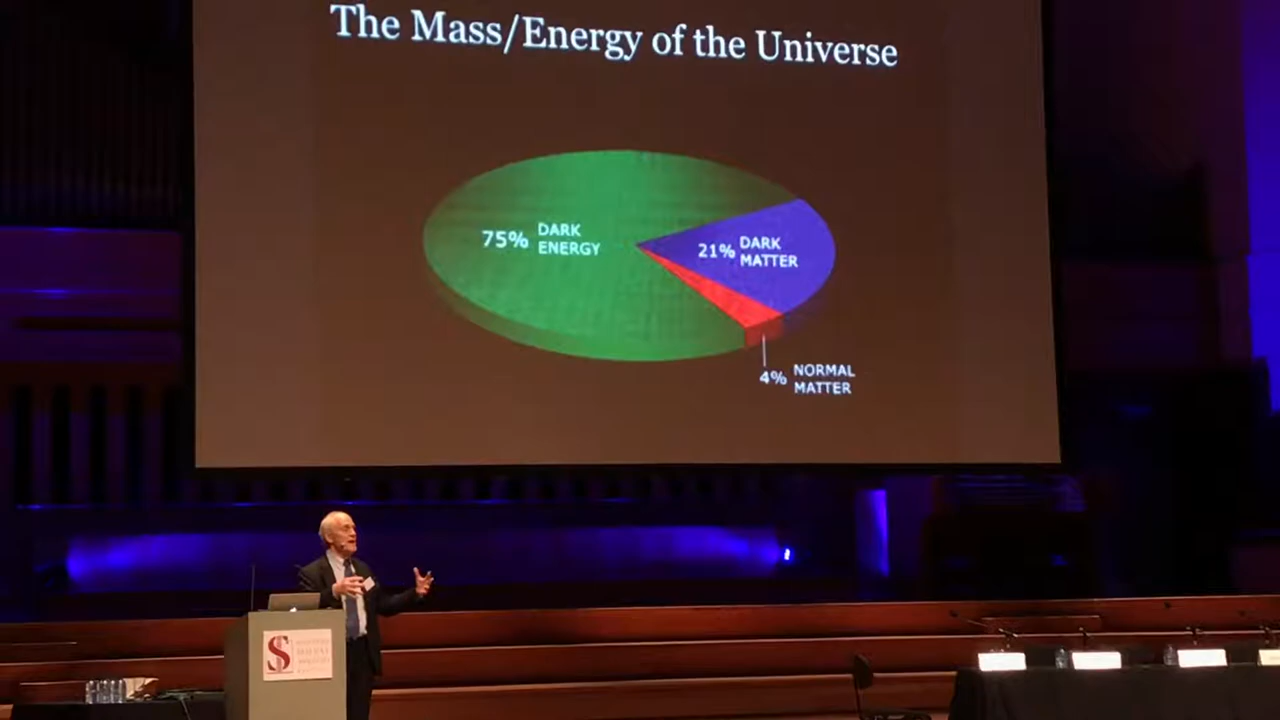 The Mass/Energy of the Universe
75% DARK
ENERGY
21% DARK
MATTER
4% NORMAL
MATTER
S